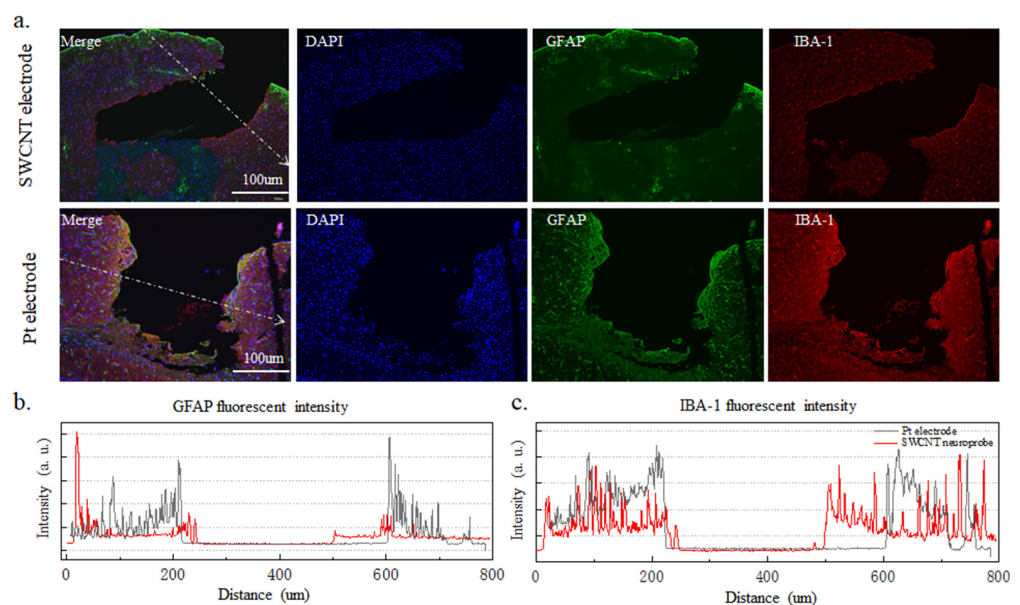 a.
SWCNT electrode
Merge
DAPI
GFAP
IBA-1
100um
Pt electrode
Merge
DAPI
GFAP
IBA-1
100um
b.
GFAP fluorescent intensity
Intensity (a. u.)
0
200
400
600
800
Distance (um)
c.
IBA-1 fluorescent intensity
Pt electrode
SWCNT neuroprobe
Intensity (a. u.)
0
200
400
600
800
Distance (um)